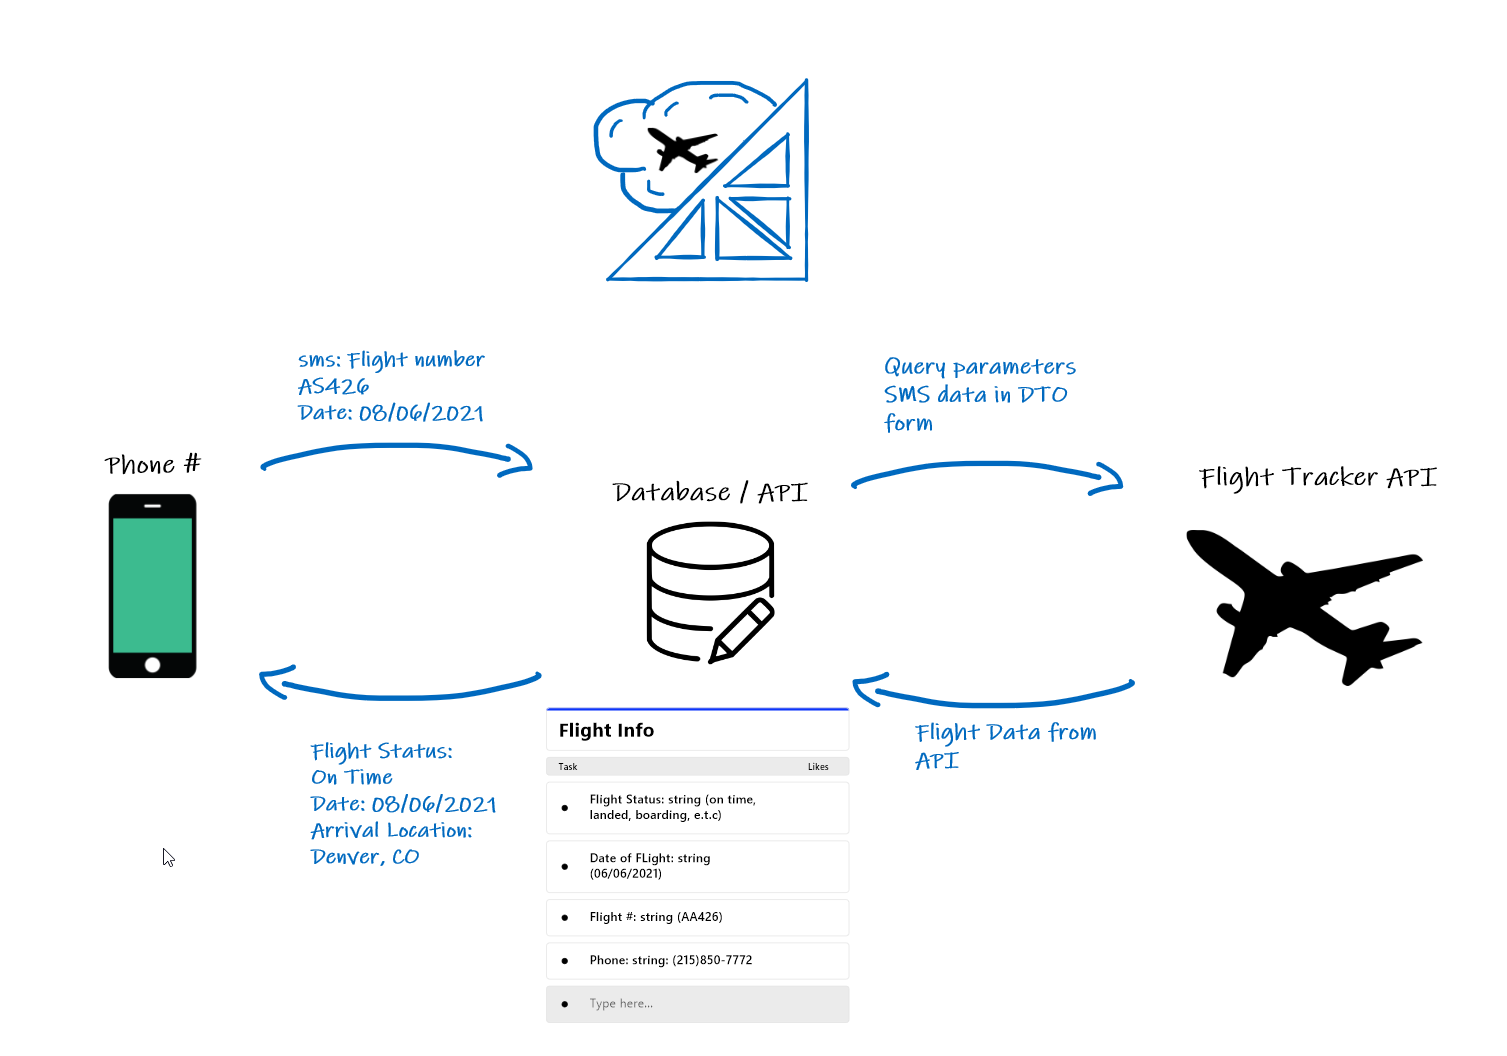 sms: Flight number
AS426
Date: 08/06/2021
Query parameters
SMS data in DTO
form
Phone #
Database / API
Flight Tracker API
Flight Status:
On Time
Date: 08/06/2021
Arrival Location:
Denver, CO
Flight Data from
API
Flight Info
Task Likes
Flight Status: string (on time,
landed, boarding, e.t.c)
Date of FLight: string
(06/06/2021)
Flight #: string (AA426)
Phone: string: (215)850-7772
Type here...